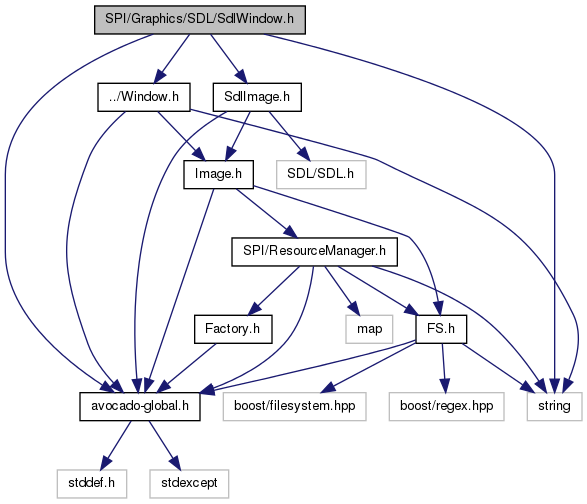 SPI/Graphics/SDL/SdlWindow.h
../Window.h
SdlImage.h
Image.h
SDL/SDL.h
SPI/ResourceManager.h
Factory.h
map
FS.h
avocado-global.h
boost/filesystem.hpp
boost/regex.hpp
string
stddef.h
stdexcept